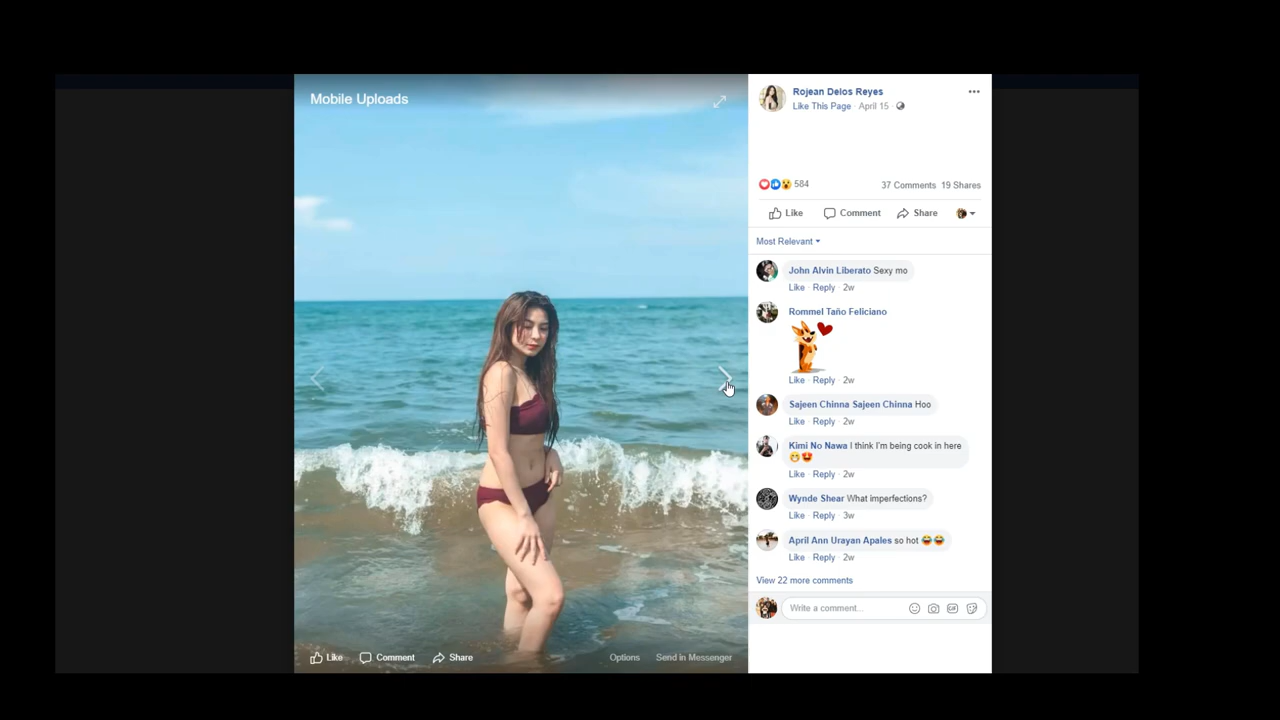 Mobile Uploads
Rojean Delos Reyes
Like This Page · April 15 ·
584
37 Comments 19 Shares
Like Comment Share
Most Relevant
John Alvin Liberato Sexy mo
Like · Reply · 2w
Rommel Taño Feliciano
Like · Reply · 2w
Sajeen Chinna Sajeen Chinna Hoo
Like · Reply · 2w
Kimi No Nawa I think I'm being cook in here
😁😍
Like · Reply · 2w
Wynde Shear What imperfections?
Like · Reply · 3w
April Ann Urayan Apales so hot 😂😂
Like · Reply · 2w
View 22 more comments
Write a comment...
GIF
Like Comment Share Options Send in Messenger